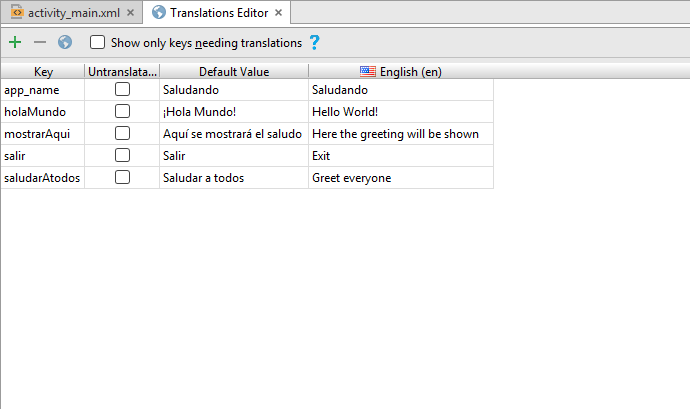 activity_main.xml Translations Editor
Show only keys needing translations ?
Key Untranslata... Default Value English (en)
app_name Saludando Saludando
holaMundo ¡Hola Mundo! Hello World!
mostrarAqui Aquí se mostrará el saludo Here the greeting will be shown
salir Salir Exit
saludarAtodos Saludar a todos Greet everyone